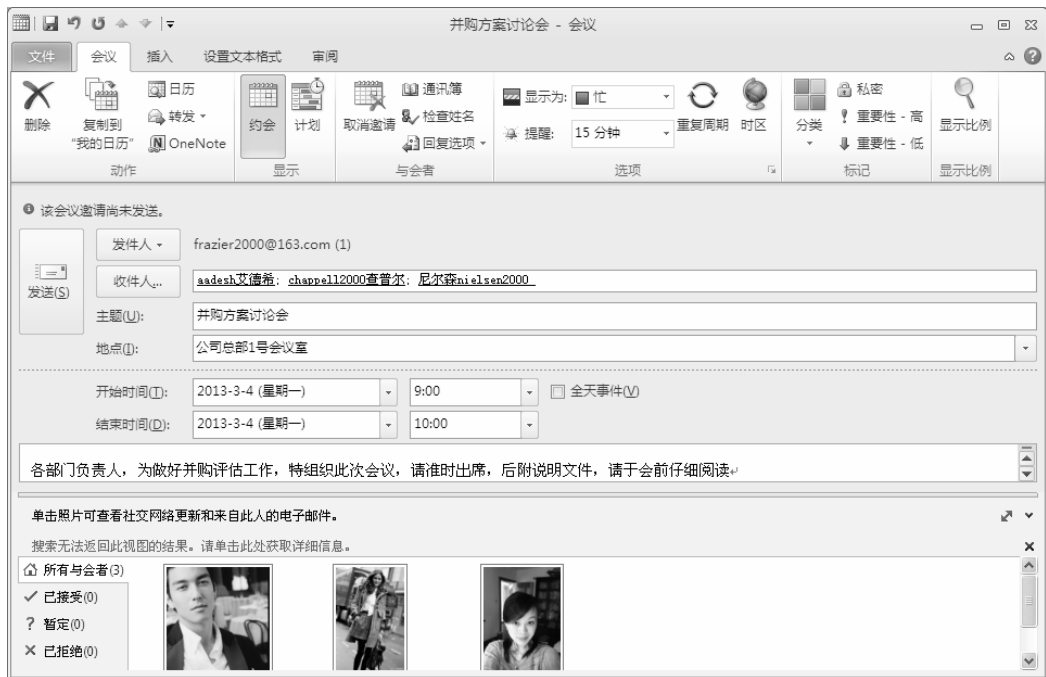 并购方案讨论会 - 会议
文件 会议 插入 设置文本格式 审阅
删除 复制到"我的日历" 日历 转发 OneNote
动作
约会 计划
显示
取消邀请 通讯簿 检查姓名 回复选项
与会者
显示为: 忙 提醒: 15 分钟 重复周期 时区
选项
分类 私密 重要性 - 高 重要性 - 低
标记
显示比例
显示比例
该会议邀请尚未发送。
发送(S)
发件人 frazier2000@163.com (1)
收件人... aadesh艾德希; chappell2000查普尔; 尼尔森nielsen2000
主题(U): 并购方案讨论会
地点(I): 公司总部1号会议室
开始时间(T): 2013-3-4 (星期一) 9:00 全天事件(V)
结束时间(D): 2013-3-4 (星期一) 10:00
各部门负责人，为做好并购评估工作，特组织此次会议，请准时出席，后附说明文件，请于会前仔细阅读
单击照片可查看社交网络更新和来自此人的电子邮件。
搜索无法返回此视图的结果。请单击此处获取详细信息。
所有与会者(3)
已接受(0)
暂定(0)
已拒绝(0)